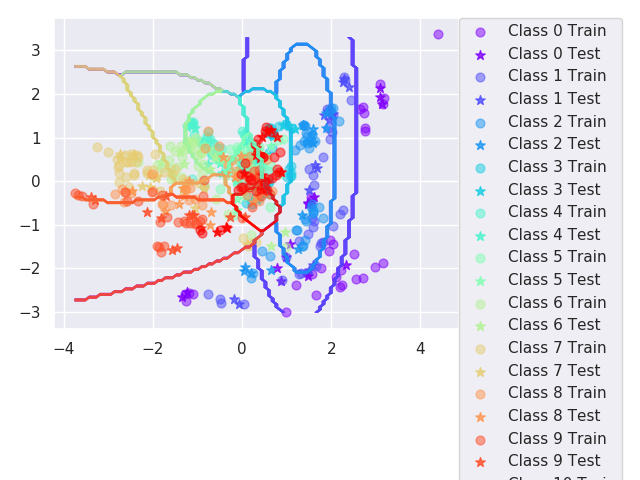 3
2
1
0
−1
−2
−3
−4
−2
0
2
4
Class 0 Train
Class 0 Test
Class 1 Train
Class 1 Test
Class 2 Train
Class 2 Test
Class 3 Train
Class 3 Test
Class 4 Train
Class 4 Test
Class 5 Train
Class 5 Test
Class 6 Train
Class 6 Test
Class 7 Train
Class 7 Test
Class 8 Train
Class 8 Test
Class 9 Train
Class 9 Test